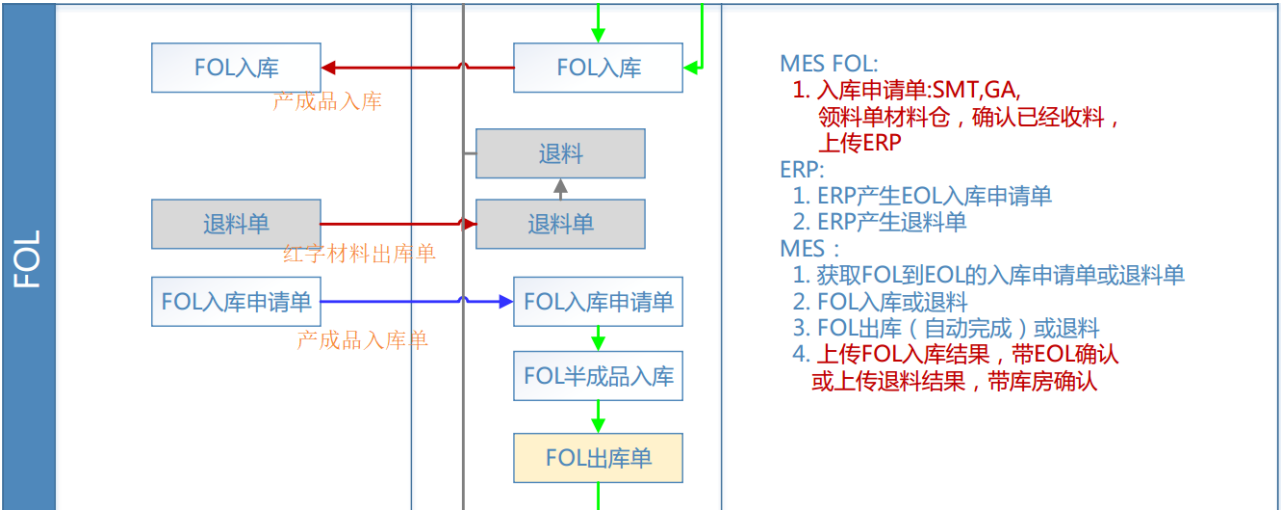 FOL
FOL入库
FOL入库
产成品入库
退料
退料单
退料单
红字材料出库单
FOL入库申请单
FOL入库申请单
产成品入库单
FOL半成品入库
FOL出库单
MES FOL:
1. 入库申请单:SMT,GA,
领料单材料仓，确认已经收料，
上传ERP
ERP:
1. ERP产生EOL入库申请单
2. ERP产生退料单
MES：
1. 获取FOL到EOL的入库申请单或退料单
2. FOL入库或退料
3. FOL出库（自动完成）或退料
4. 上传FOL入库结果，带EOL确认
或上传退料结果，带库房确认